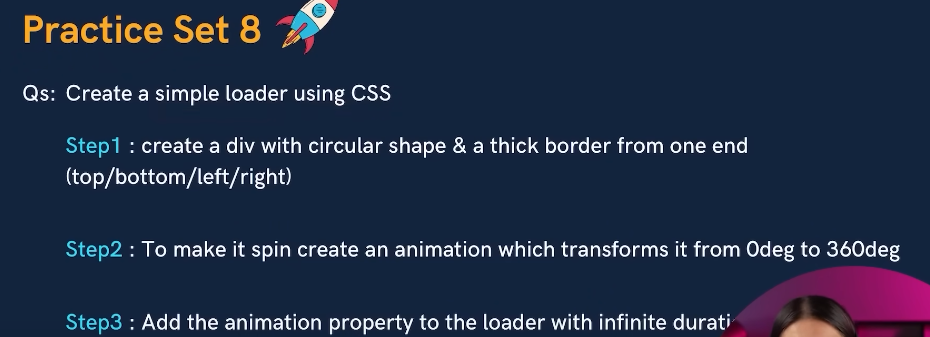 Practice Set 8
Qs: Create a simple loader using CSS
Step1 : create a div with circular shape & a thick border from one end
(top/bottom/left/right)
Step2 : To make it spin create an animation which transforms it from 0deg to 360deg
Step3 : Add the animation property to the loader with infinite